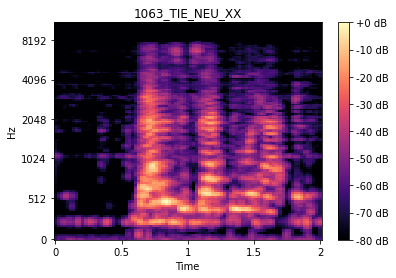 1063_TIE_NEU_XX
8192
4096
2048
1024
512
0
Hz
0
0.5
1
1.5
2
Time
+0 dB
-10 dB
-20 dB
-30 dB
-40 dB
-50 dB
-60 dB
-70 dB
-80 dB